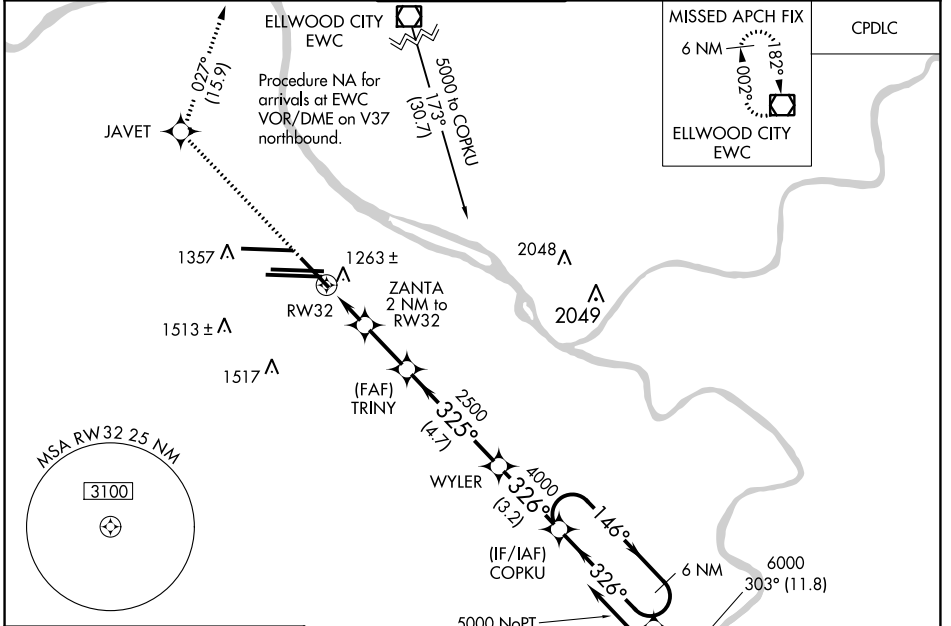 ELLWOOD CITY
EWC
MISSED APCH FIX
6 NM
182°
002°
ELLWOOD CITY
EWC
CPDLC
027°
(15.9)
Procedure NA for
arrivals at EWC
VOR/DME on V37
northbound.
5000 to COPKU
173°
(30.7)
JAVET
1357
1263 ±
2048
ZANTA
2 NM to
RW32
RW32
2049
1513 ±
1517
(FAF)
TRINY
2500
325°
(4.7)
MSA RW32 25 NM
3100
WYLER
4000
326°
(3.2)
146°
(IF/IAF)
COPKU
326°
6 NM
6000
303° (11.8)
5000 NoPT